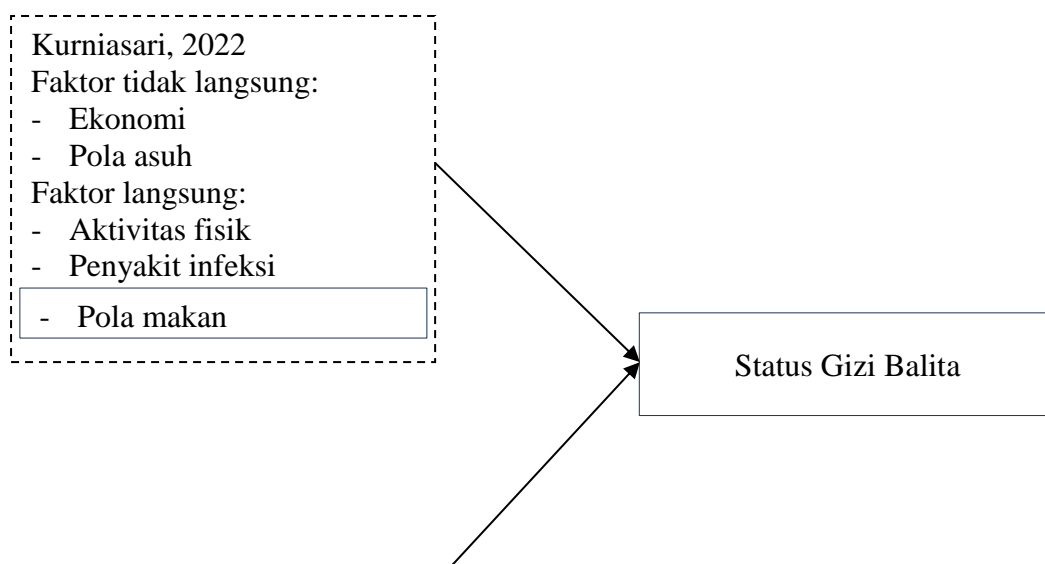 Kurniasari, 2022
Faktor tidak langsung:
- Ekonomi
- Pola asuh
Faktor langsung:
- Aktivitas fisik
- Penyakit infeksi
- Pola makan
Status Gizi Balita